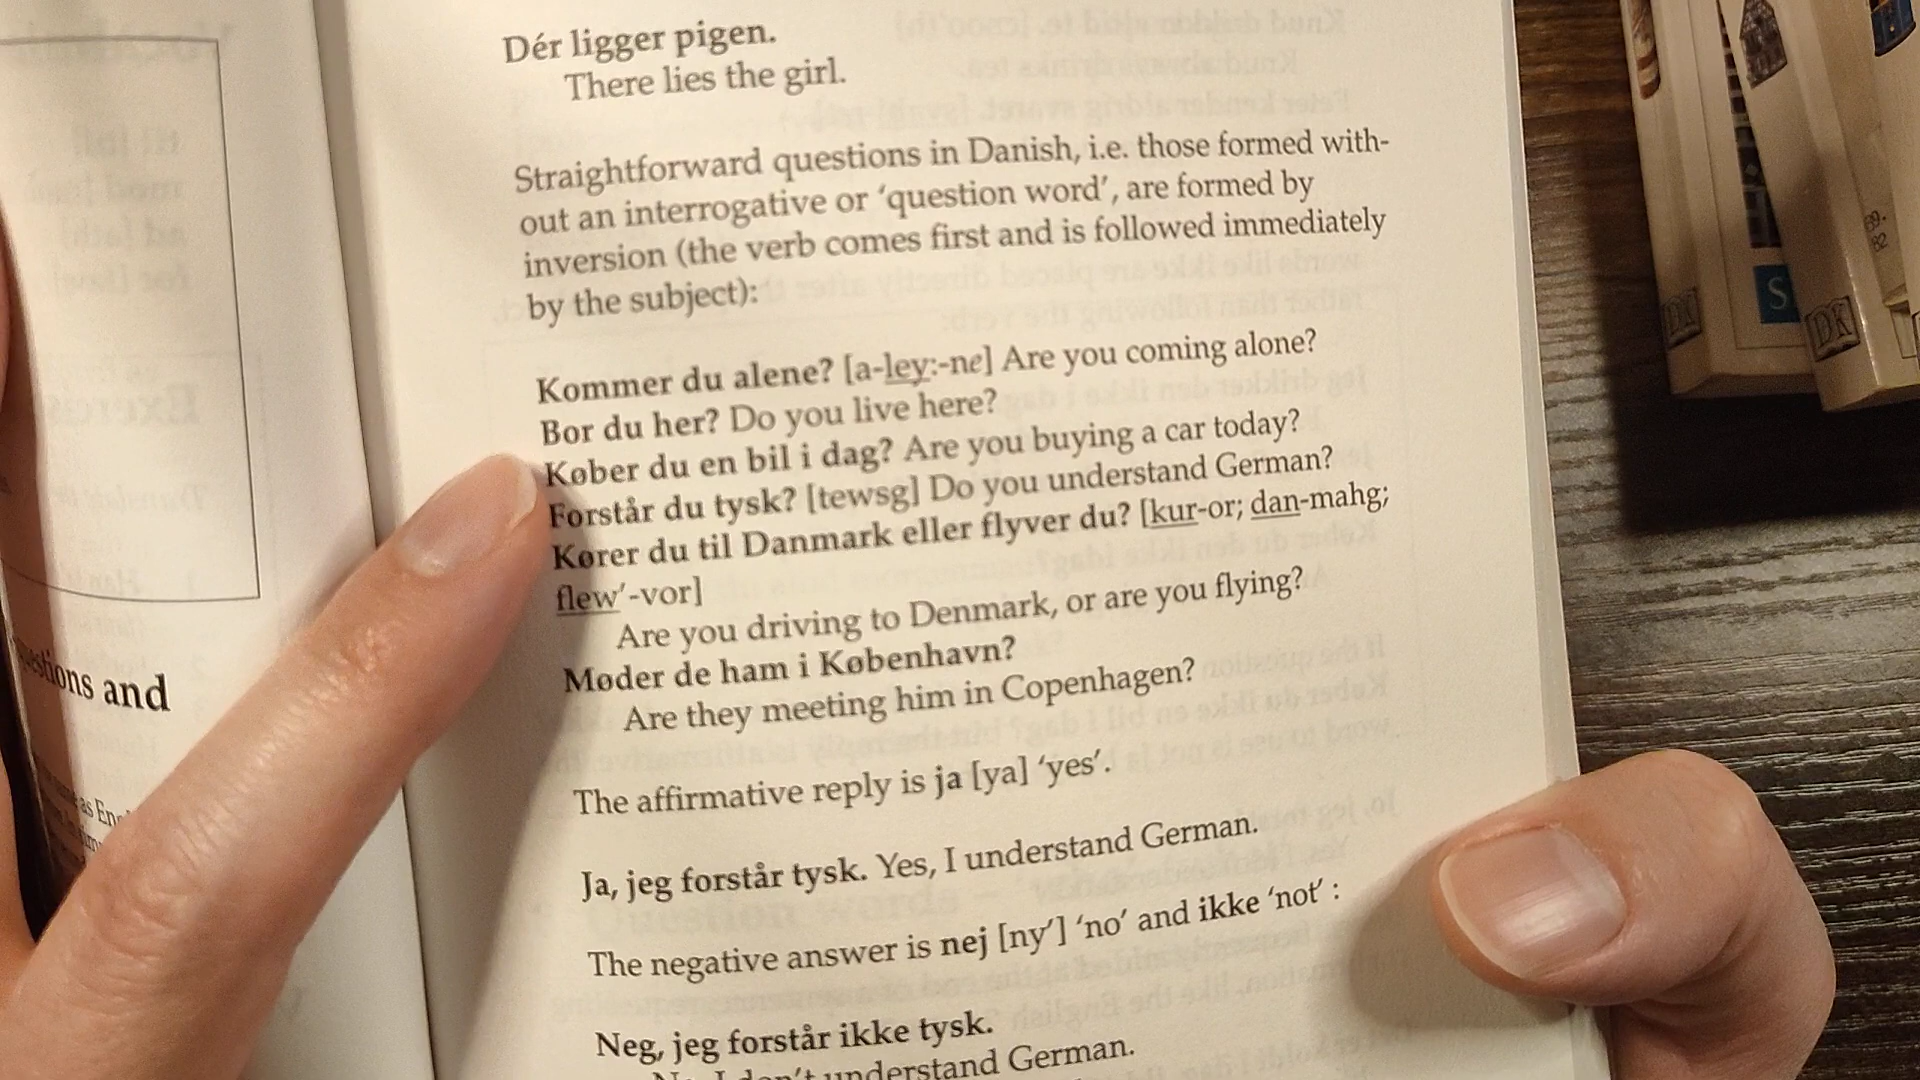 Dér ligger pigen.
There lies the girl.
Straightforward questions in Danish, i.e. those formed with-
out an interrogative or ‘question word’, are formed by
inversion (the verb comes first and is followed immediately
by the subject):
Kommer du alene? [a-ley:-ne] Are you coming alone?
Bor du her? Do you live here?
Køber du en bil i dag? Are you buying a car today?
Forstår du tysk? [tewsg] Do you understand German?
Kører du til Danmark eller flyver du? [kur-or; dan-mahg;
flew’-vor]
Are you driving to Denmark, or are you flying?
Møder de ham i København?
Are they meeting him in Copenhagen?
The affirmative reply is ja [ya] ‘yes’.
Ja, jeg forstår tysk. Yes, I understand German.
The negative answer is nej [ny’] ‘no’ and ikke ‘not’ :
Neg, jeg forstår ikke tysk.
No, I don’t understand German.
and
as
S
DK
DK
82